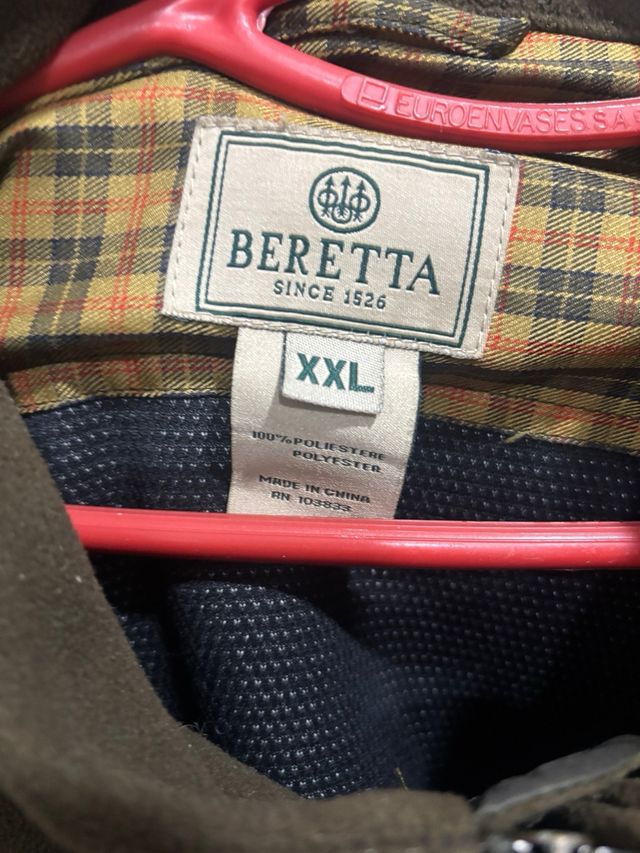 EUROENVASES S.A.
BERETTA
SINCE 1526
XXL
100% POLIESTERE
POLYESTER
MADE IN CHINA
RN 103833